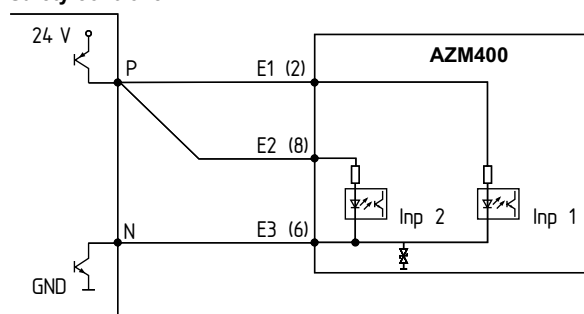 24 V
P
E1 (2)
AZM400
E2 (8)
Inp 2
Inp 1
N
E3 (6)
GND